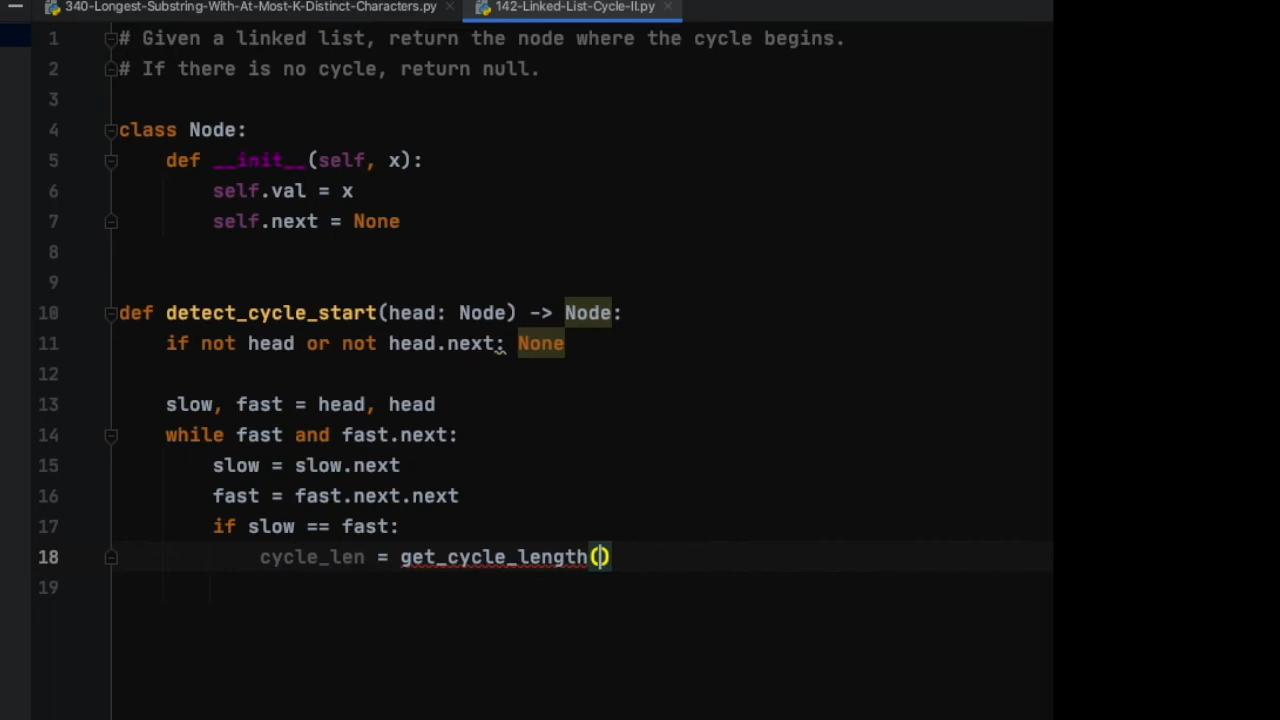 340-Longest-Substring-With-At-Most-K-Distinct-Characters.py 142-Linked-List-Cycle-II.py
1 # Given a linked list, return the node where the cycle begins.
2 # If there is no cycle, return null.
3
4 class Node:
5 def __init__(self, x):
6 self.val = x
7 self.next = None
8
9
10 def detect_cycle_start(head: Node) -> Node:
11 if not head or not head.next: None
12
13 slow, fast = head, head
14 while fast and fast.next:
15 slow = slow.next
16 fast = fast.next.next
17 if slow == fast:
18 cycle_len = get_cycle_length()
19